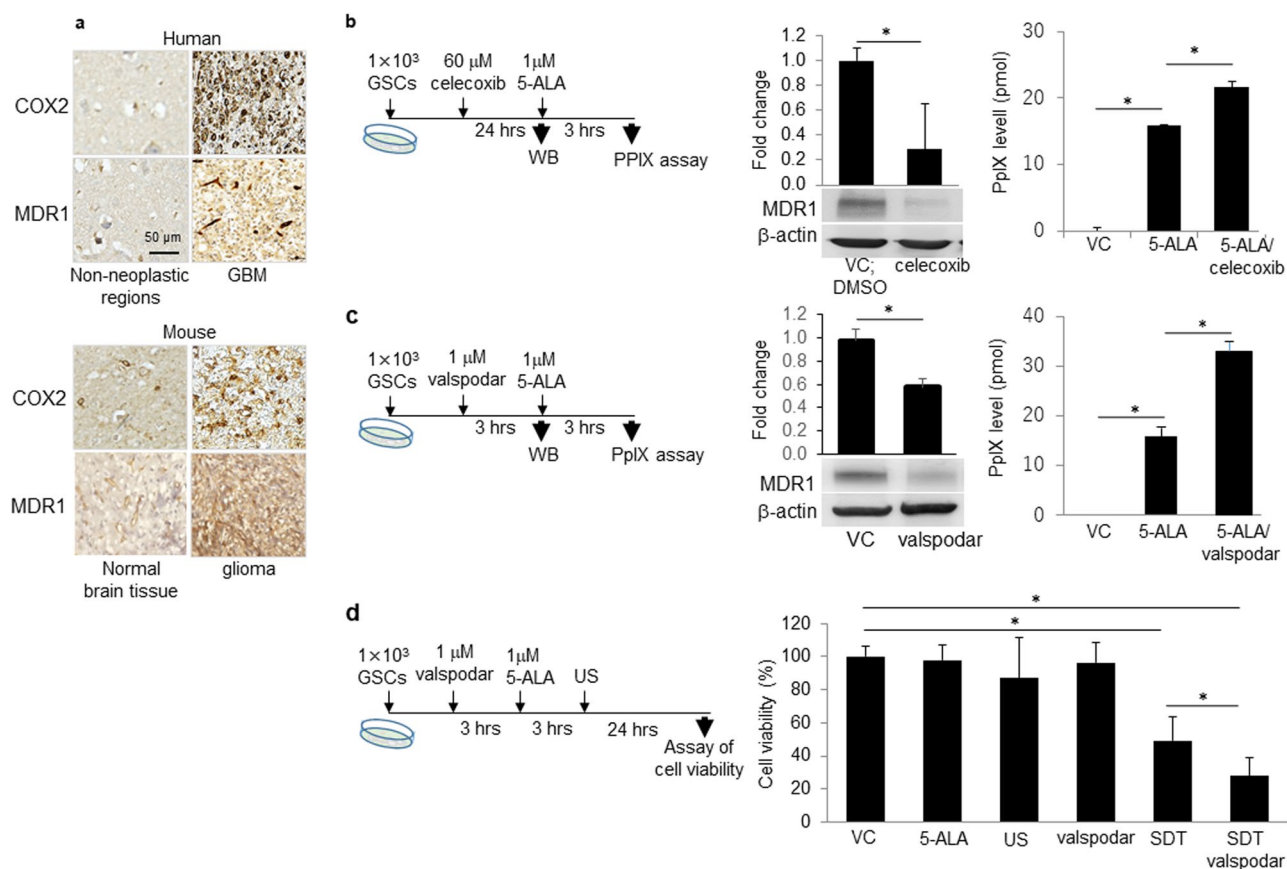 a
Human
COX2
MDR1
50 µm
Non-neoplastic
regions
GBM
Mouse
COX2
MDR1
Normal
brain tissue
glioma
b
1×10³
GSCs
60 µM
celecoxib
1µM
5-ALA
24 hrs
3 hrs
WB
PPIX assay
Fold change
1.2
1.0
0.8
0.6
0.4
0.2
0.0
*
MDR1
β-actin
VC;
DMSO
celecoxib
PpIX levell (pmol)
30
20
10
0
*
*
VC
5-ALA
5-ALA/
celecoxib
c
1×10³
GSCs
1 µM
valspodar
1µM
5-ALA
3 hrs
3 hrs
WB
PpIX assay
Fold change
1.2
1.0
0.8
0.6
0.4
0.2
0.0
*
MDR1
β-actin
VC
valspodar
PpIX level (pmol)
40
30
20
10
0
*
*
VC
5-ALA
5-ALA/
valspodar
d
1×10³
GSCs
1 µM
valspodar
1µM
5-ALA
US
3 hrs
3 hrs
24 hrs
Assay of
cell viability
Cell viability (%)
120
100
80
60
40
20
0
*
*
*
VC
5-ALA
US
valspodar
SDT
SDT
valspodar